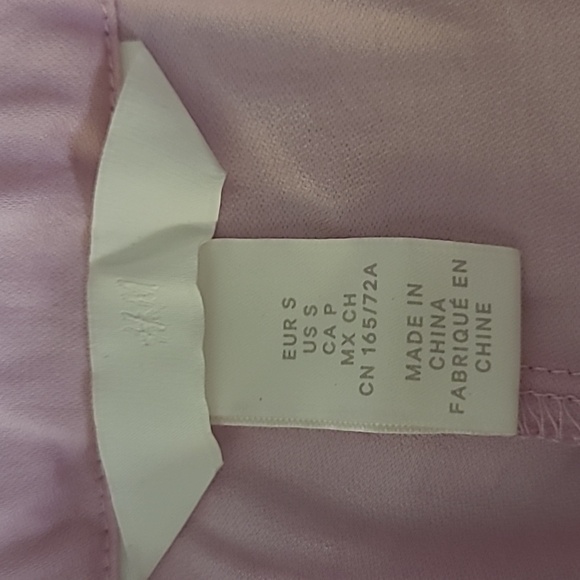 H&M
EUR S
US S
CA P
MX CH
CN 165/72A
MADE IN
CHINA
FABRIQUÉ EN
CHINE